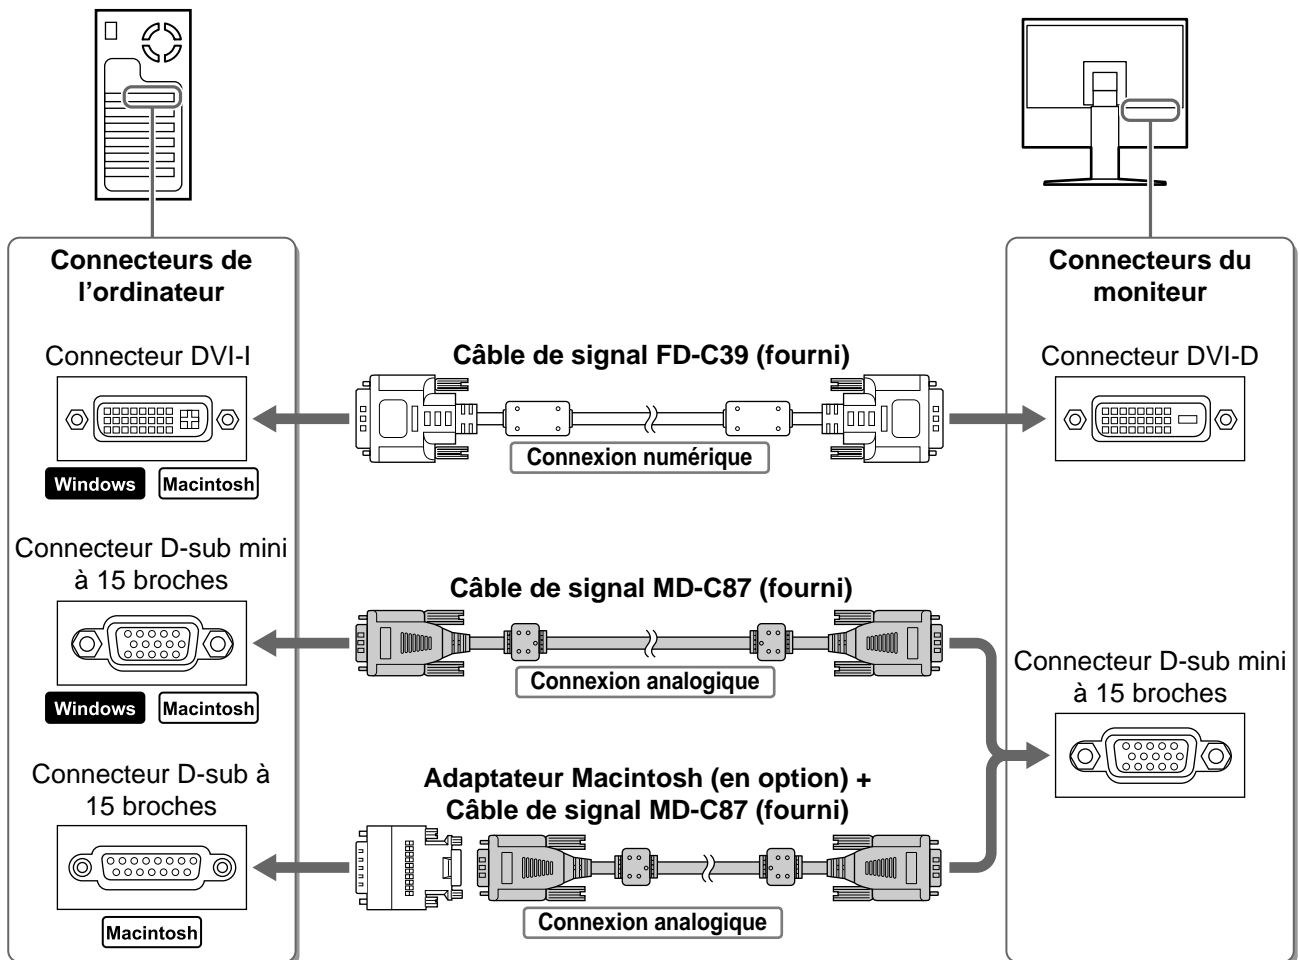 Connecteurs de
l’ordinateur
Connecteurs du
moniteur
Connecteur DVI-I
Câble de signal FD-C39 (fourni)
Connecteur DVI-D
Connexion numérique
Windows
Macintosh
Connecteur D-sub mini
à 15 broches
Câble de signal MD-C87 (fourni)
Connexion analogique
Windows
Macintosh
Connecteur D-sub mini
à 15 broches
Connecteur D-sub à
15 broches
Adaptateur Macintosh (en option) +
Câble de signal MD-C87 (fourni)
Connexion analogique
Macintosh